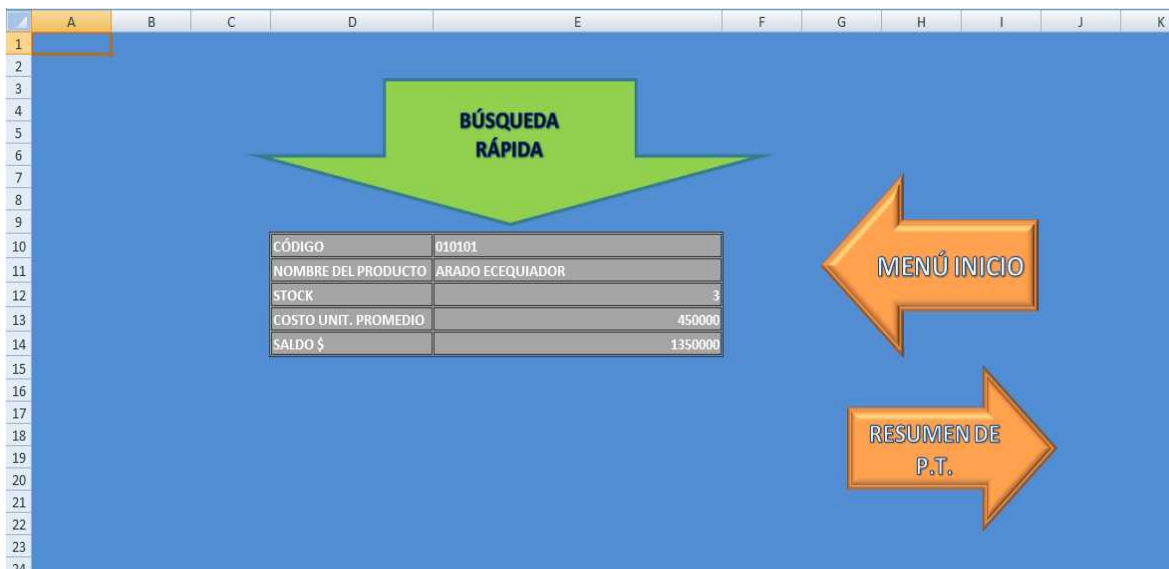 A B C D E F G H I J K
1
2
3
4
5
6
7
8
9
10
11
12
13
14
15
16
17
18
19
20
21
22
23
24
BÚSQUEDA
RÁPIDA
CÓDIGO 010101
NOMBRE DEL PRODUCTO ARADO ECEQUIADOR
STOCK 3
COSTO UNIT. PROMEDIO 450000
SALDO $ 1350000
MENÚ INICIO
RESUMEN DE
P.T.